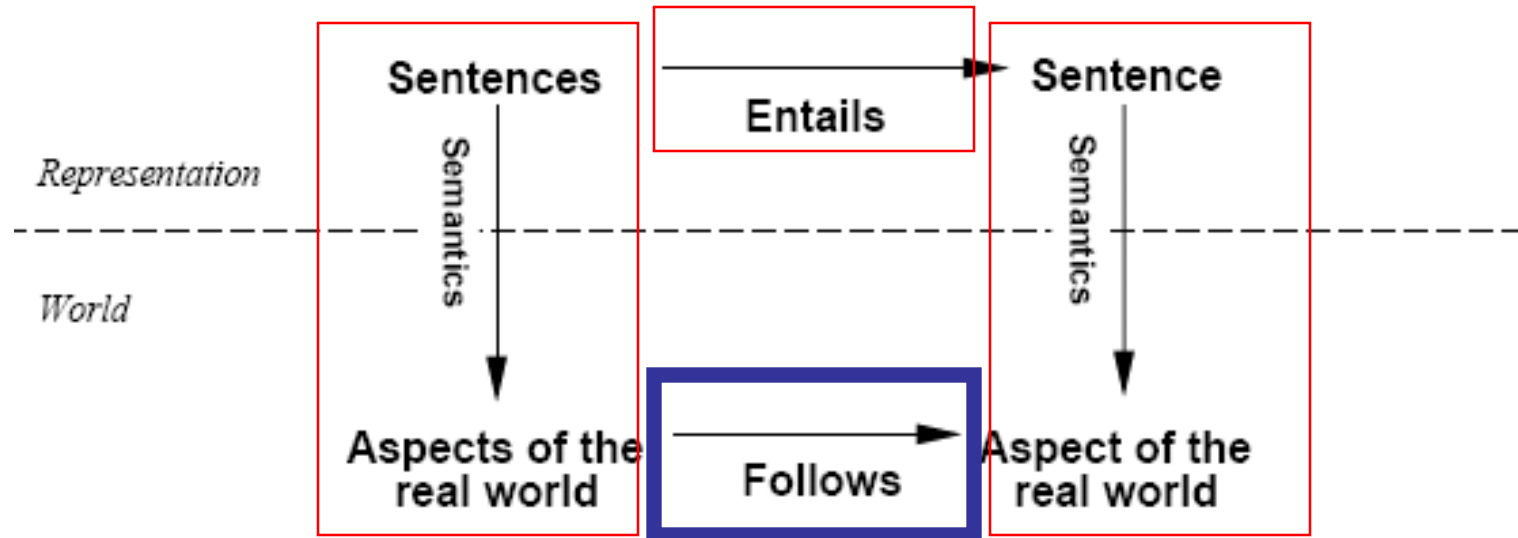 Sentences
Entails
Sentence
Representation
Semantics
Semantics
World
Aspects of the
real world
Follows
Aspect of the
real world